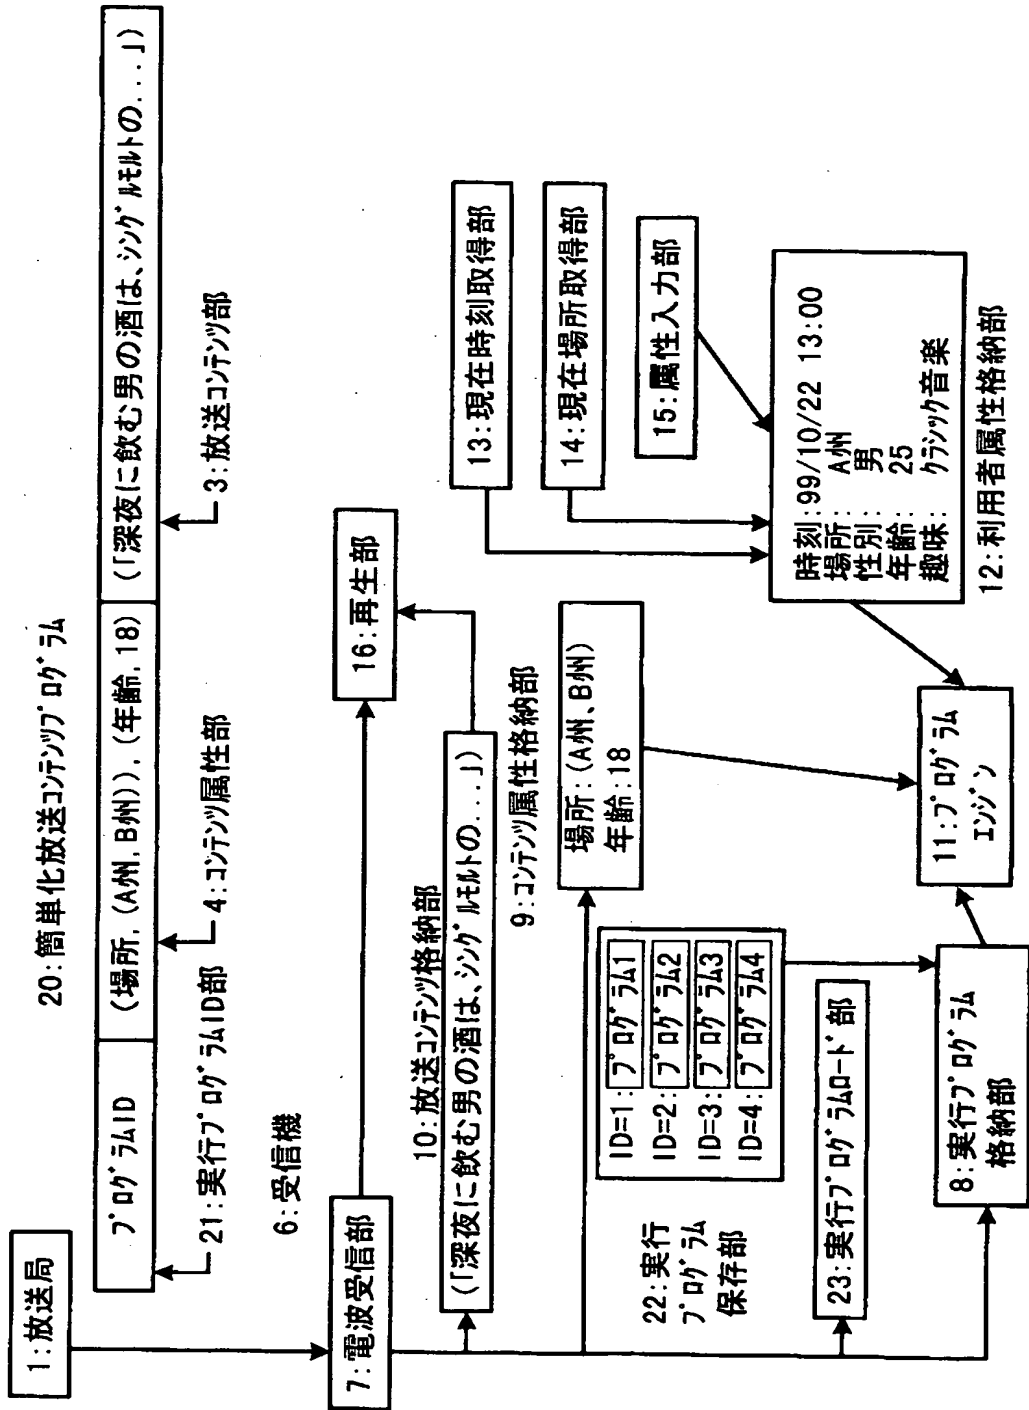 20:簡単化放送コンテンツプログラム
1:放送局
プログラムID
(場所, (A州, B州)), (年齢, 18)
(「深夜に飲む男の酒は、シングルモルトの...」)
21:実行プログラムID部
4:コンテンツ属性部
3:放送コンテンツ部
6:受信機
7:電波受信部
16:再生部
10:放送コンテンツ格納部
(「深夜に飲む男の酒は、シングルモルトの...」)
13:現在時刻取得部
14:現在場所取得部
15:属性入力部
9:コンテンツ属性格納部
場所:(A州、B州)
年齢:18
22:実行
プログラム
保存部
ID=1:プログラム1
ID=2:プログラム2
ID=3:プログラム3
ID=4:プログラム4
時刻:99/10/22 13:00
場所: A州
性別: 男
年齢: 25
趣味: クラシック音楽
12:利用者属性格納部
23:実行プログラムロード部
8:実行プログラム
格納部
11:プログラム
エンジン